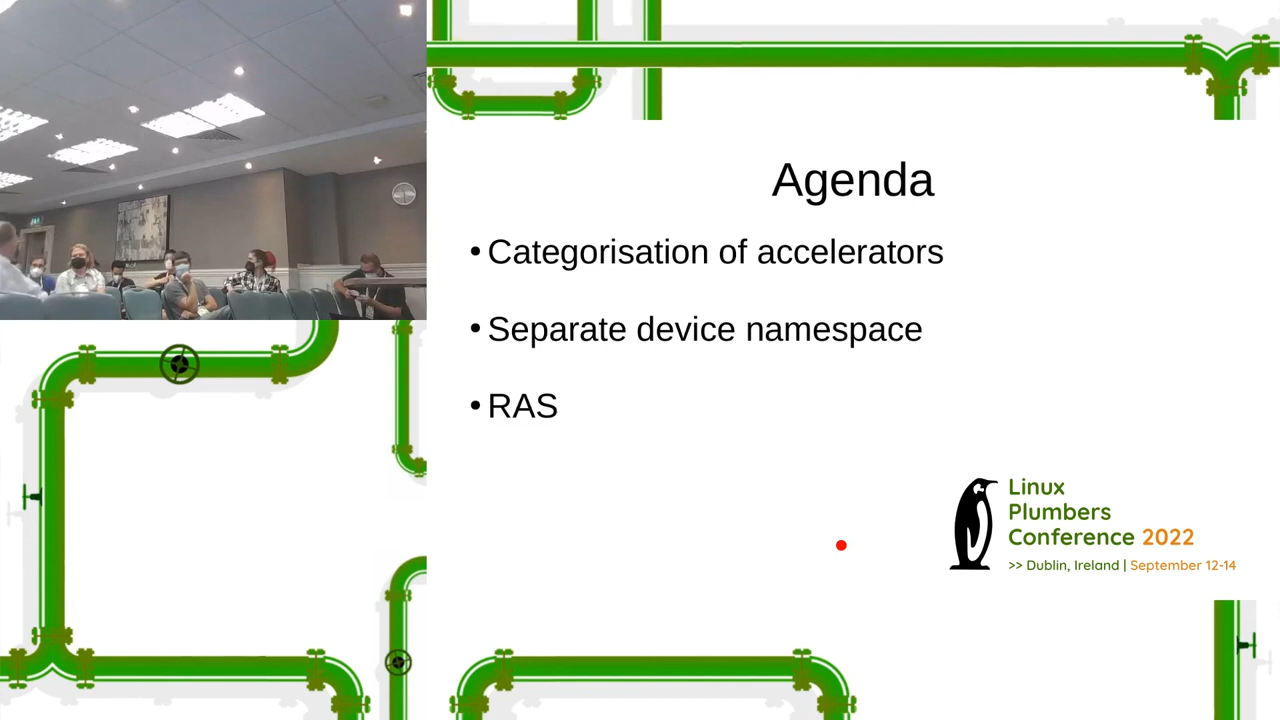 Agenda
• Categorisation of accelerators
• Separate device namespace
• RAS
Linux
Plumbers
Conference 2022
>> Dublin, Ireland | September 12-14